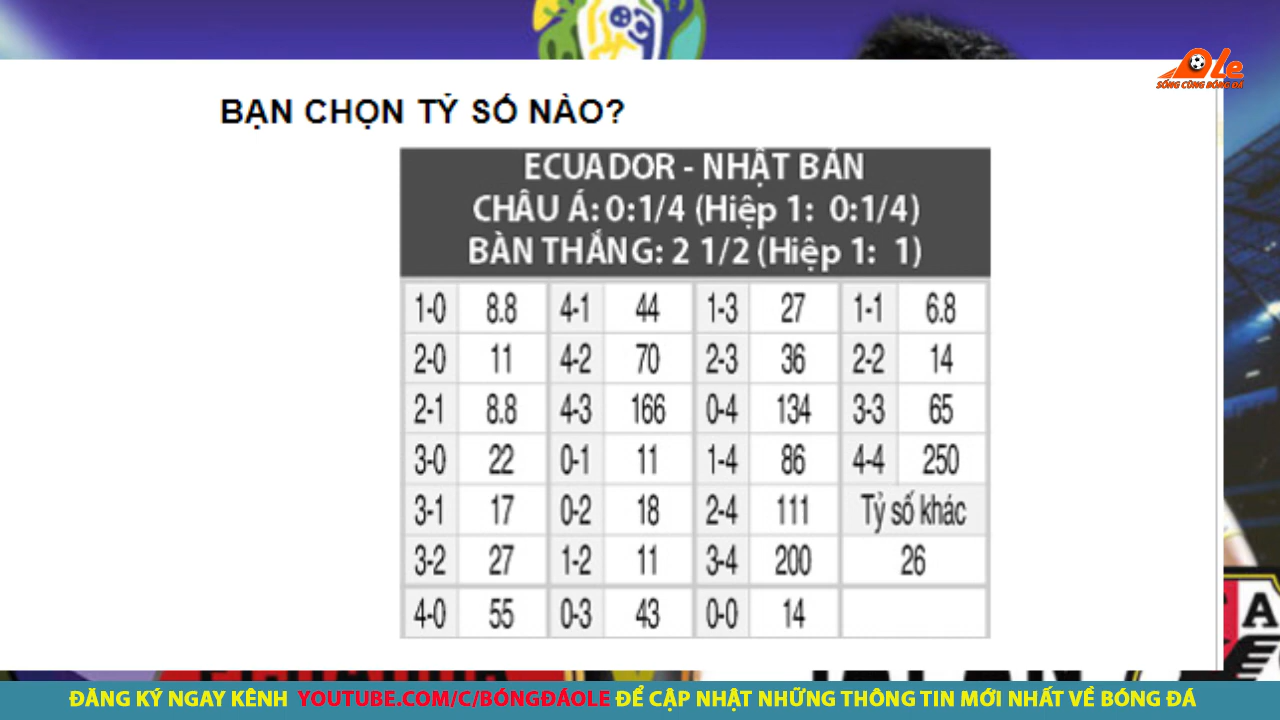 Ole
SỐNG CÙNG BÓNG ĐÁ
BẠN CHỌN TỶ SỐ NÀO?
ECUADOR - NHẬT BẢN
CHÂU Á: 0:1/4 (Hiệp 1: 0:1/4)
BÀN THẮNG: 2 1/2 (Hiệp 1: 1)
1-0 8.8 4-1 44 1-3 27 1-1 6.8
2-0 11 4-2 70 2-3 36 2-2 14
2-1 8.8 4-3 166 0-4 134 3-3 65
3-0 22 0-1 11 1-4 86 4-4 250
3-1 17 0-2 18 2-4 111 Tỷ số khác
3-2 27 1-2 11 3-4 200 26
4-0 55 0-3 43 0-0 14
ĐĂNG KÝ NGAY KÊNH YOUTUBE.COM/C/BÓNGĐÁOLE ĐỂ CẬP NHẬT NHỮNG THÔNG TIN MỚI NHẤT VỀ BÓNG ĐÁ